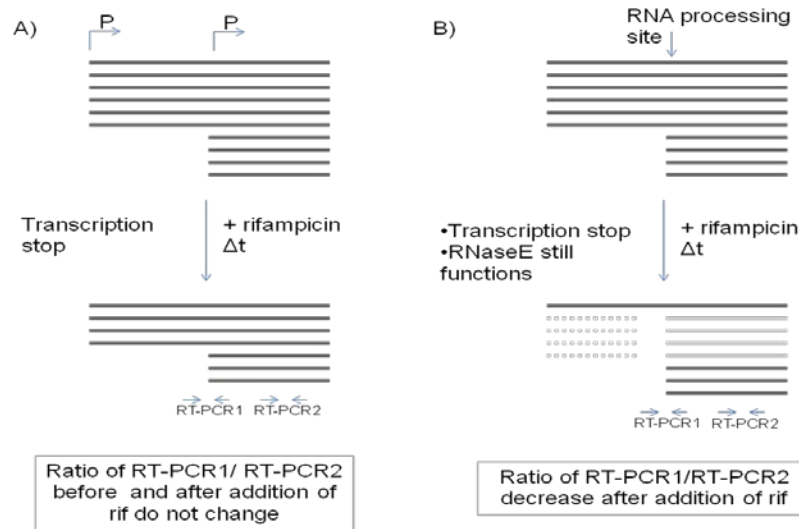 A)
P
P
Transcription
stop
+ rifampicin
Δt
RT-PCR1
RT-PCR2
Ratio of RT-PCR1/ RT-PCR2
before and after addition of
rif do not change
B)
RNA processing
site
•Transcription stop
•RNaseE still
functions
+ rifampicin
Δt
RT-PCR1
RT-PCR2
Ratio of RT-PCR1/RT-PCR2
decrease after addition of rif